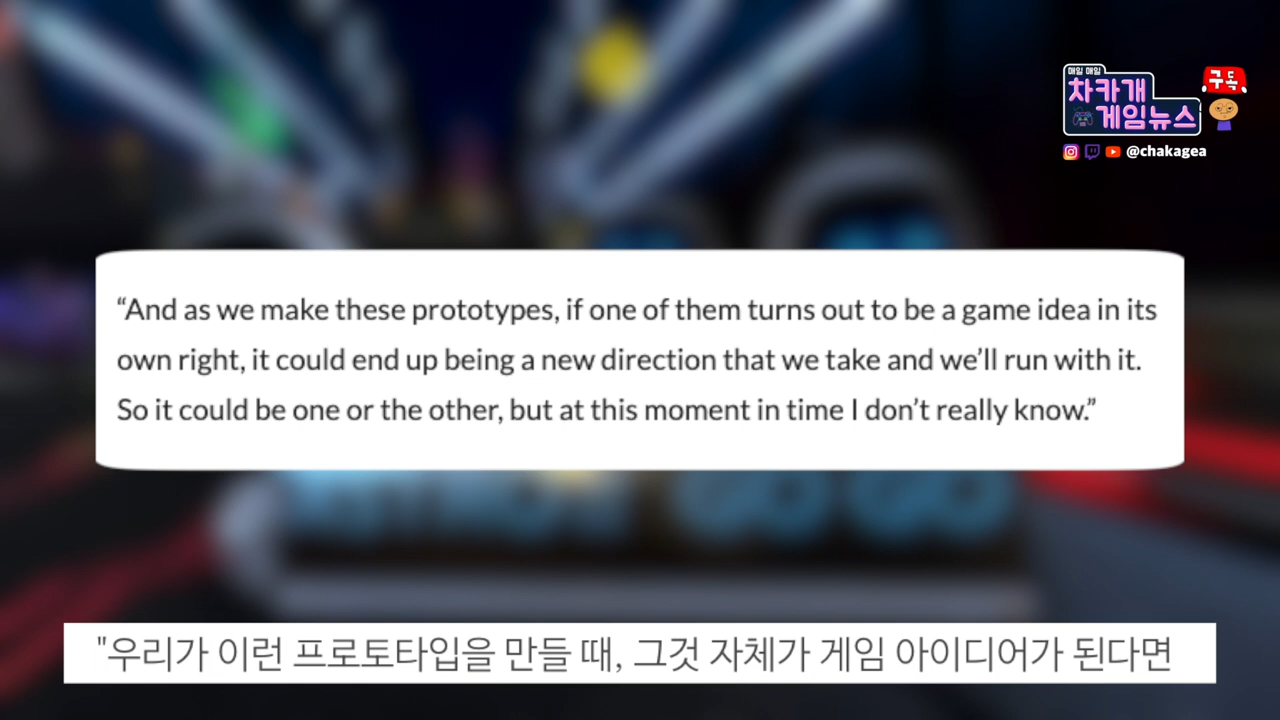 매일 매일
차카개
게임뉴스
구독
@chakagea
“And as we make these prototypes, if one of them turns out to be a game idea in its
own right, it could end up being a new direction that we take and we’ll run with it.
So it could be one or the other, but at this moment in time I don’t really know.”
"우리가 이런 프로토타입을 만들 때, 그것 자체가 게임 아이디어가 된다면